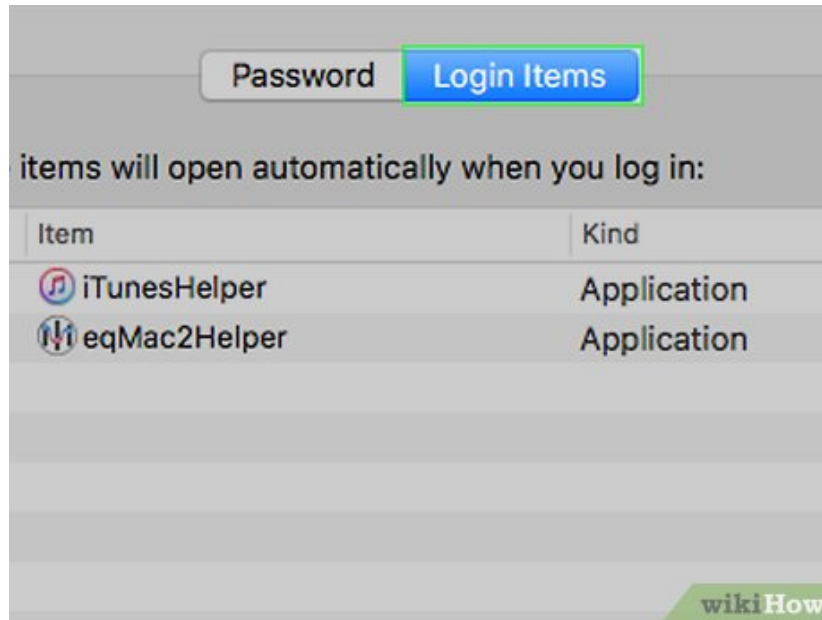 Password Login Items
items will open automatically when you log in:
Item Kind
iTunesHelper Application
eqMac2Helper Application
wikiHow